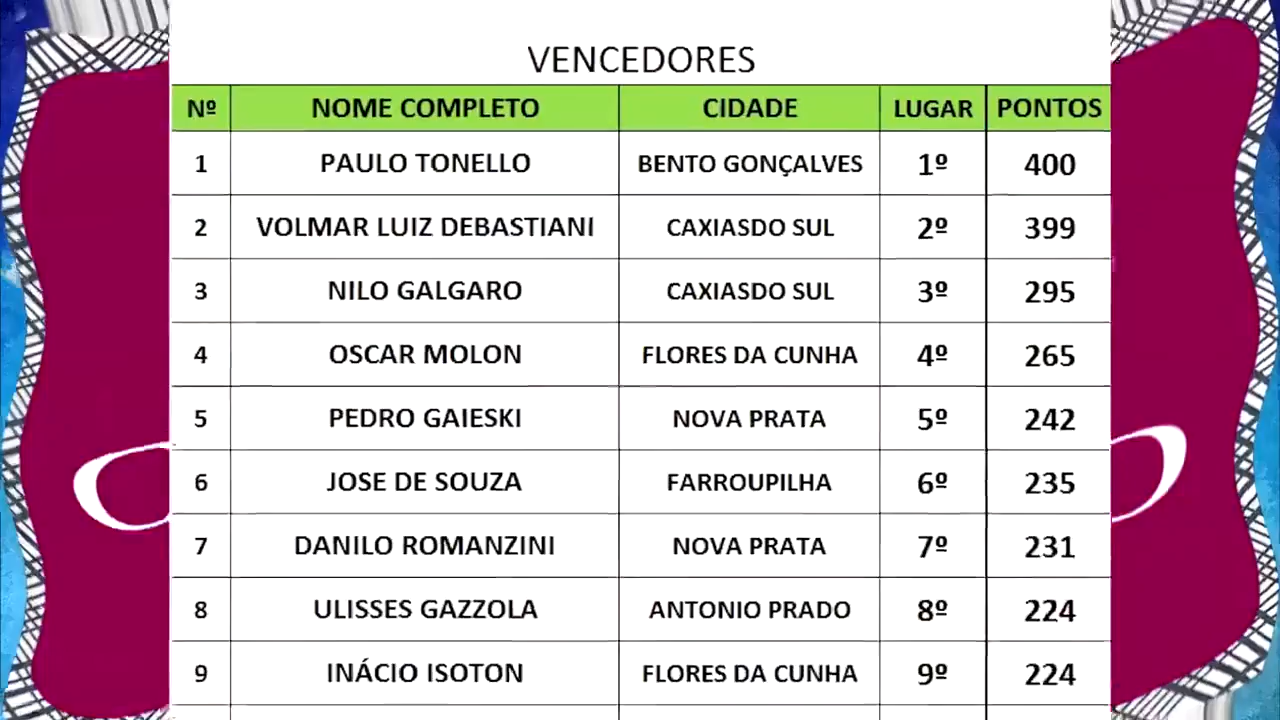 VENCEDORES
Nº NOME COMPLETO CIDADE LUGAR PONTOS
1 PAULO TONELLO BENTO GONÇALVES 1º 400
2 VOLMAR LUIZ DEBASTIANI CAXIASDO SUL 2º 399
3 NILO GALGARO CAXIASDO SUL 3º 295
4 OSCAR MOLON FLORES DA CUNHA 4º 265
5 PEDRO GAIESKI NOVA PRATA 5º 242
6 JOSE DE SOUZA FARROUPILHA 6º 235
7 DANILO ROMANZINI NOVA PRATA 7º 231
8 ULISSES GAZZOLA ANTONIO PRADO 8º 224
9 INÁCIO ISOTON FLORES DA CUNHA 9º 224